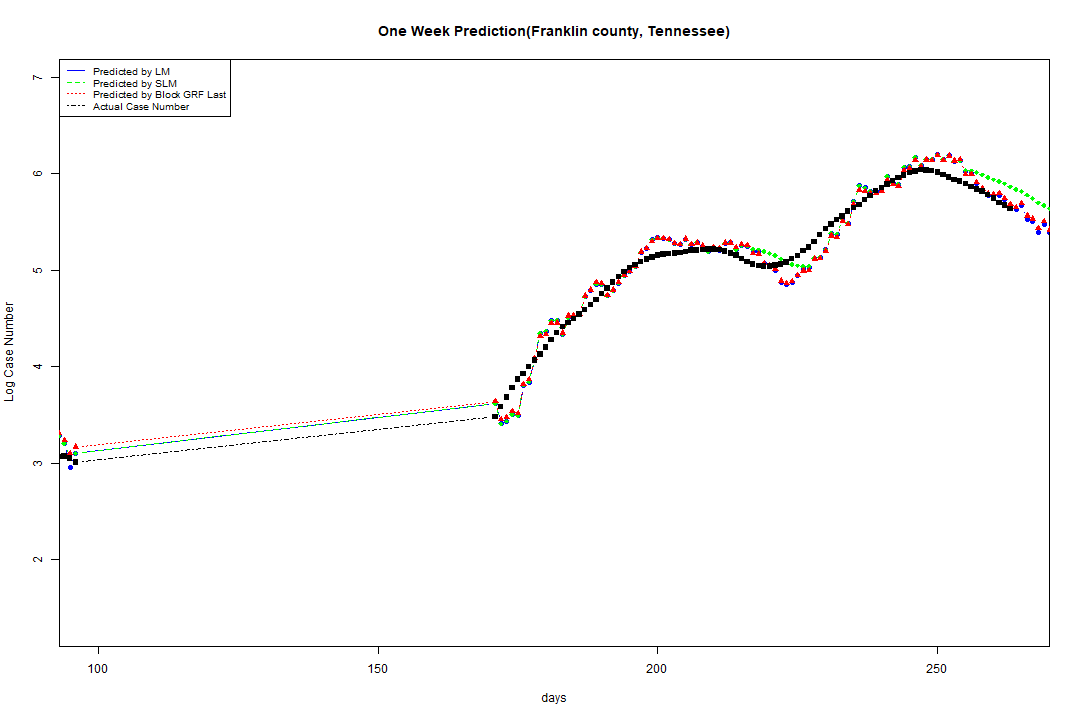 One Week Prediction(Franklin county, Tennessee)
Predicted by LM
Predicted by SLM
Predicted by Block GRF Last
Actual Case Number
7
6
5
4
3
2
Log Case Number
100 150 200 250
days